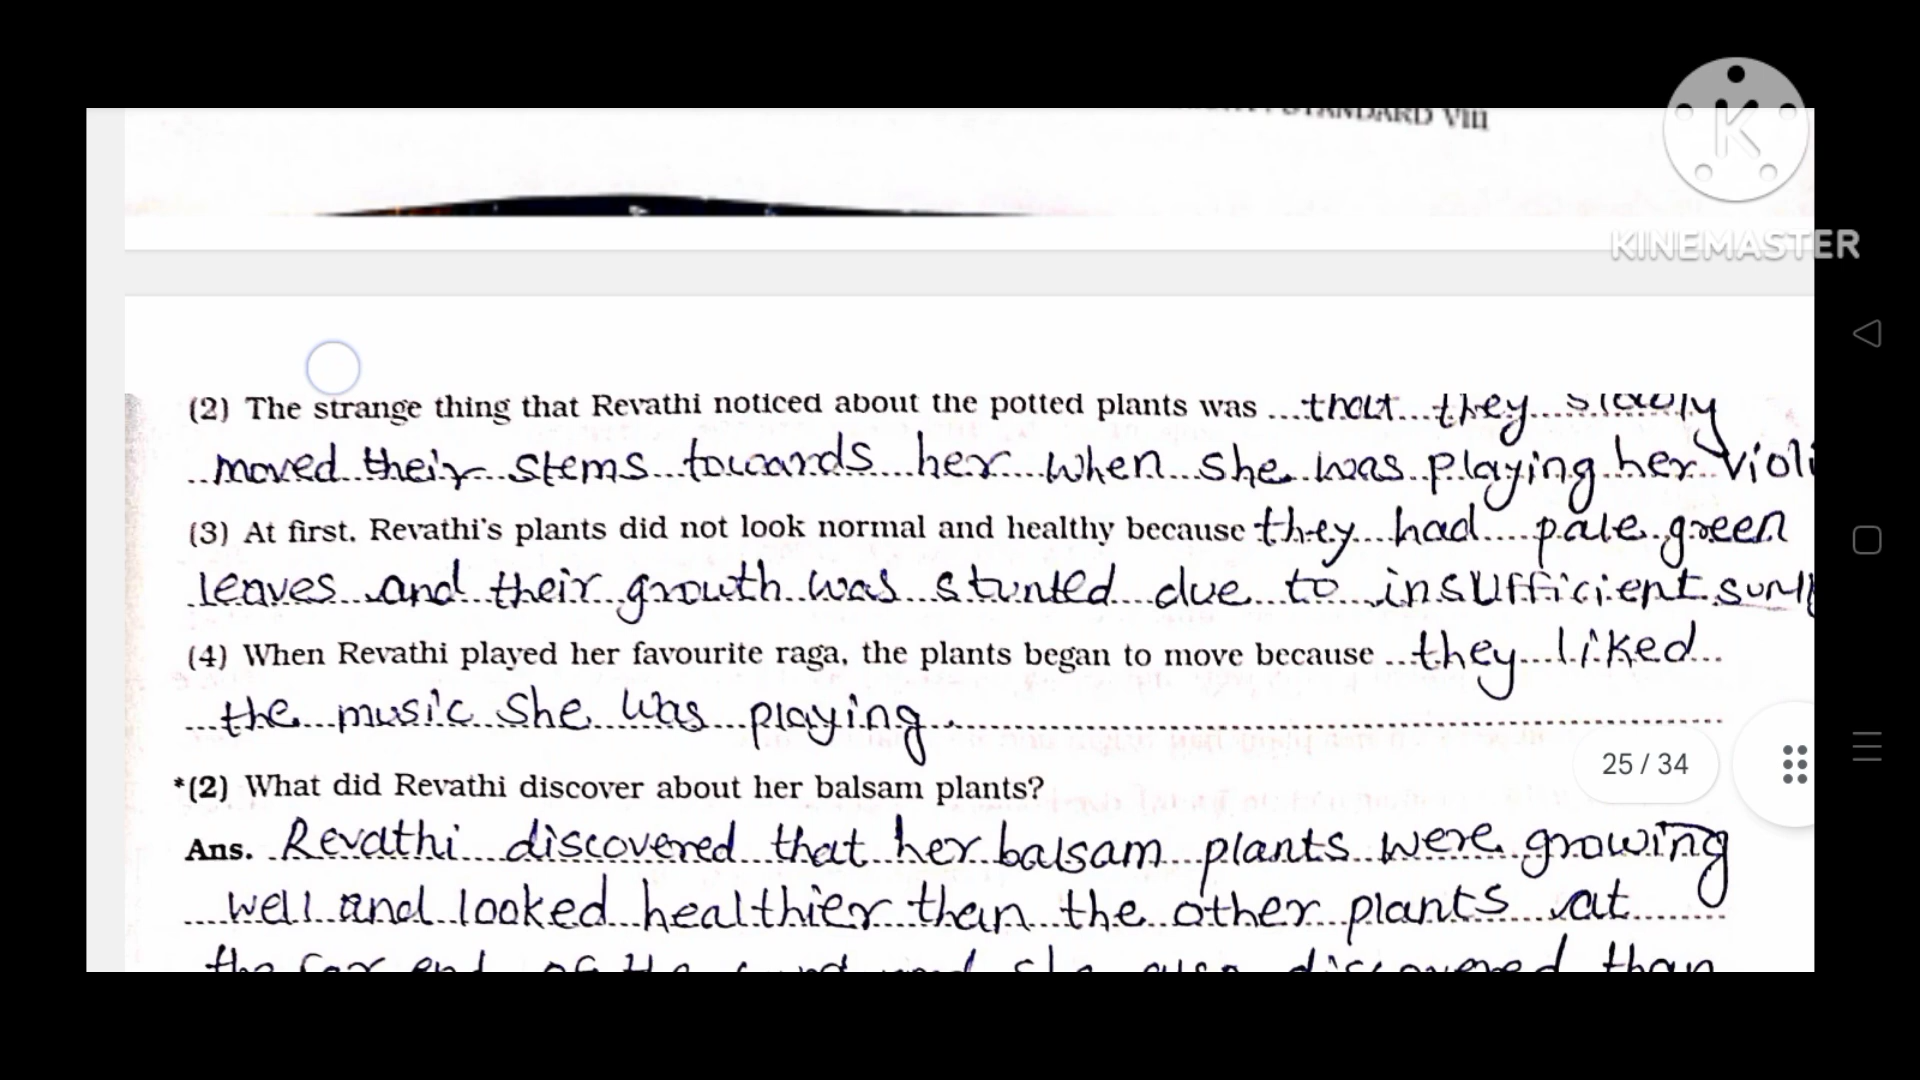 STANDARD VIII
KINEMASTER
(2) The strange thing that Revathi noticed about the potted plants was ...that...they...slowly
..moved their stems towards her when she was playing her
(3) At first. Revathi's plants did not look normal and healthy because they had pale green
leaves and their growth was stunted due to insufficient
(4) When Revathi played her favourite raga, the plants began to move because ...they liked...
...the music she was playing.
25 / 34
*(2) What did Revathi discover about her balsam plants?
Ans. Revathi discovered that her balsam plants were growing
well and looked healthier than the other plants at
the far end of the